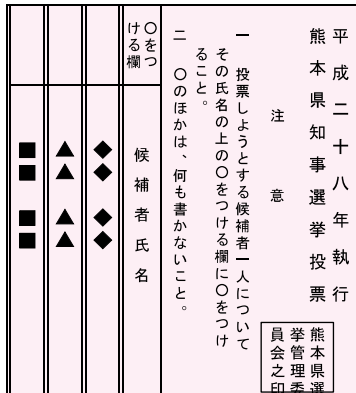 平成二十八年執行
熊本県知事選挙投票
注意
一 投票しようとする候補者一人について
その氏名の上の〇をつける欄に〇をつけ
ること。
二 〇のほかは、何も書かないこと。
熊本県選
挙管理委
員会之印
〇をつ
ける欄
候補者氏名
◆◆ ◆◆
▲▲ ▲▲
■■ ■■